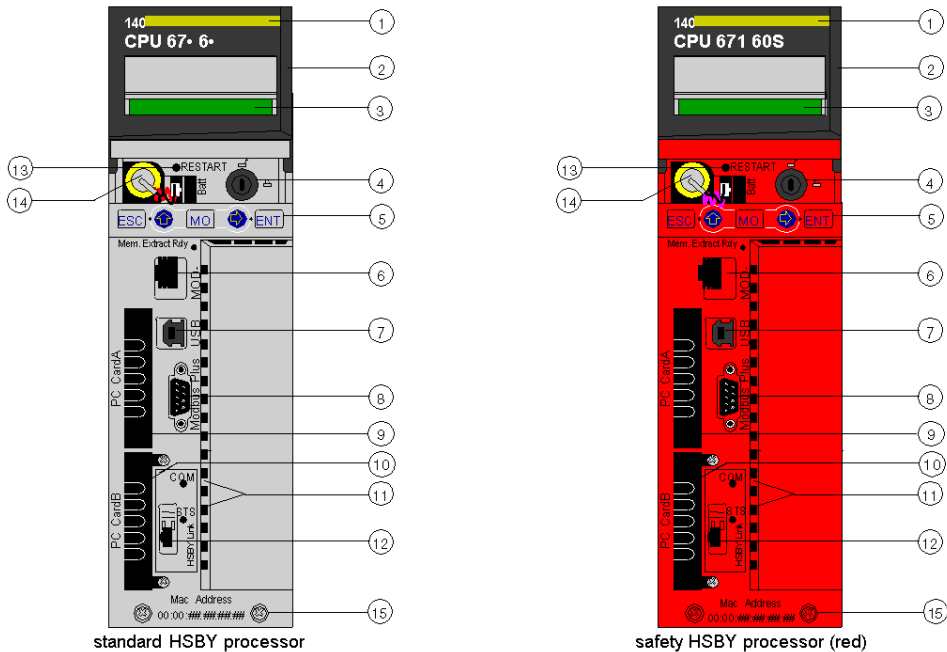 140
CPU 67• 6•
1
2
3
13
RESTART
14
Batt
4
ESC
MO
ENT
5
Mem. Extract Rdy
MOD-
6
USB
7
PC CardA
Modbus Plus
8
9
10
COM
11
PC CardB
STS
HSBY Link
12
Mac Address
00:00:##:##:##:##
15
standard HSBY processor
140
CPU 671 60S
1
2
3
13
RESTART
14
Batt
4
ESC
MO
ENT
5
Mem. Extract Rdy
MOD-
6
USB
7
PC CardA
Modbus Plus
8
9
10
COM
11
PC CardB
STS
HSBY Link
12
Mac Address
00:00:##:##:##:##
15
safety HSBY processor (red)